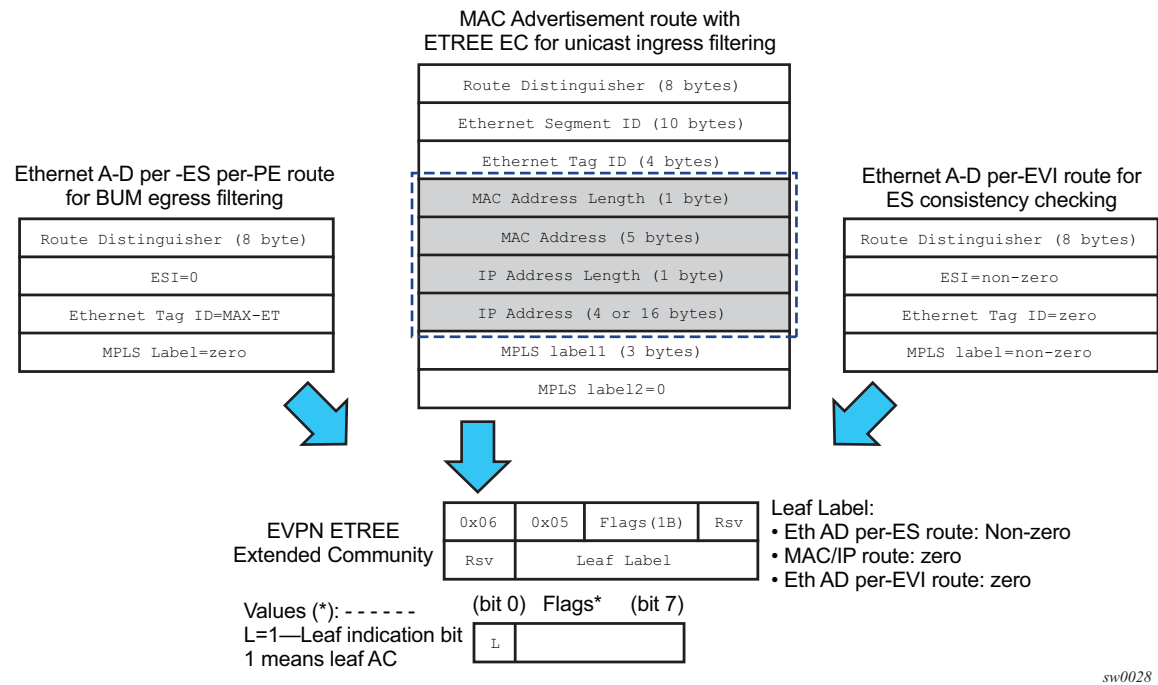 MAC Advertisement route with
ETREE EC for unicast ingress filtering
Route Distinguisher (8 bytes)
Ethernet Segment ID (10 bytes)
Ethernet Tag ID (4 bytes)
MAC Address Length (1 byte)
MAC Address (5 bytes)
IP Address Length (1 byte)
IP Address (4 or 16 bytes)
MPLS label1 (3 bytes)
MPLS label2=0
Ethernet A-D per -ES per-PE route
for BUM egress filtering
Route Distinguisher (8 byte)
ESI=0
Ethernet Tag ID=MAX-ET
MPLS Label=zero
Ethernet A-D per-EVI route for
ES consistency checking
Route Distinguisher (8 bytes)
ESI=non-zero
Ethernet Tag ID=zero
MPLS label=non-zero
EVPN ETREE
Extended Community
0x06 0x05 Flags(1B) Rsv
Rsv Leaf Label
Leaf Label:
• Eth AD per-ES route: Non-zero
• MAC/IP route: zero
• Eth AD per-EVI route: zero
Values (*): - - - - - -
L=1—Leaf indication bit
1 means leaf AC
(bit 0) Flags* (bit 7)
L
sw0028